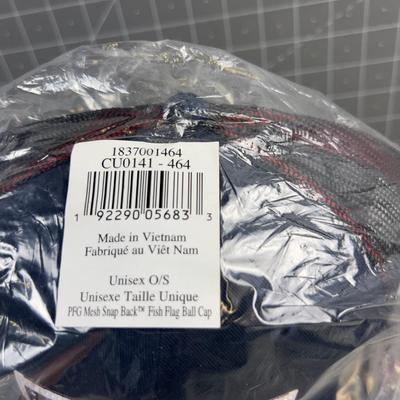 1837001464
CU0141 - 464
1 92290 05683 3
Made in Vietnam
Fabriqué au Viêt Nam
Unisex O/S
Unisexe Taille Unique
PFG Mesh Snap Back™ Fish Flag Ball Cap